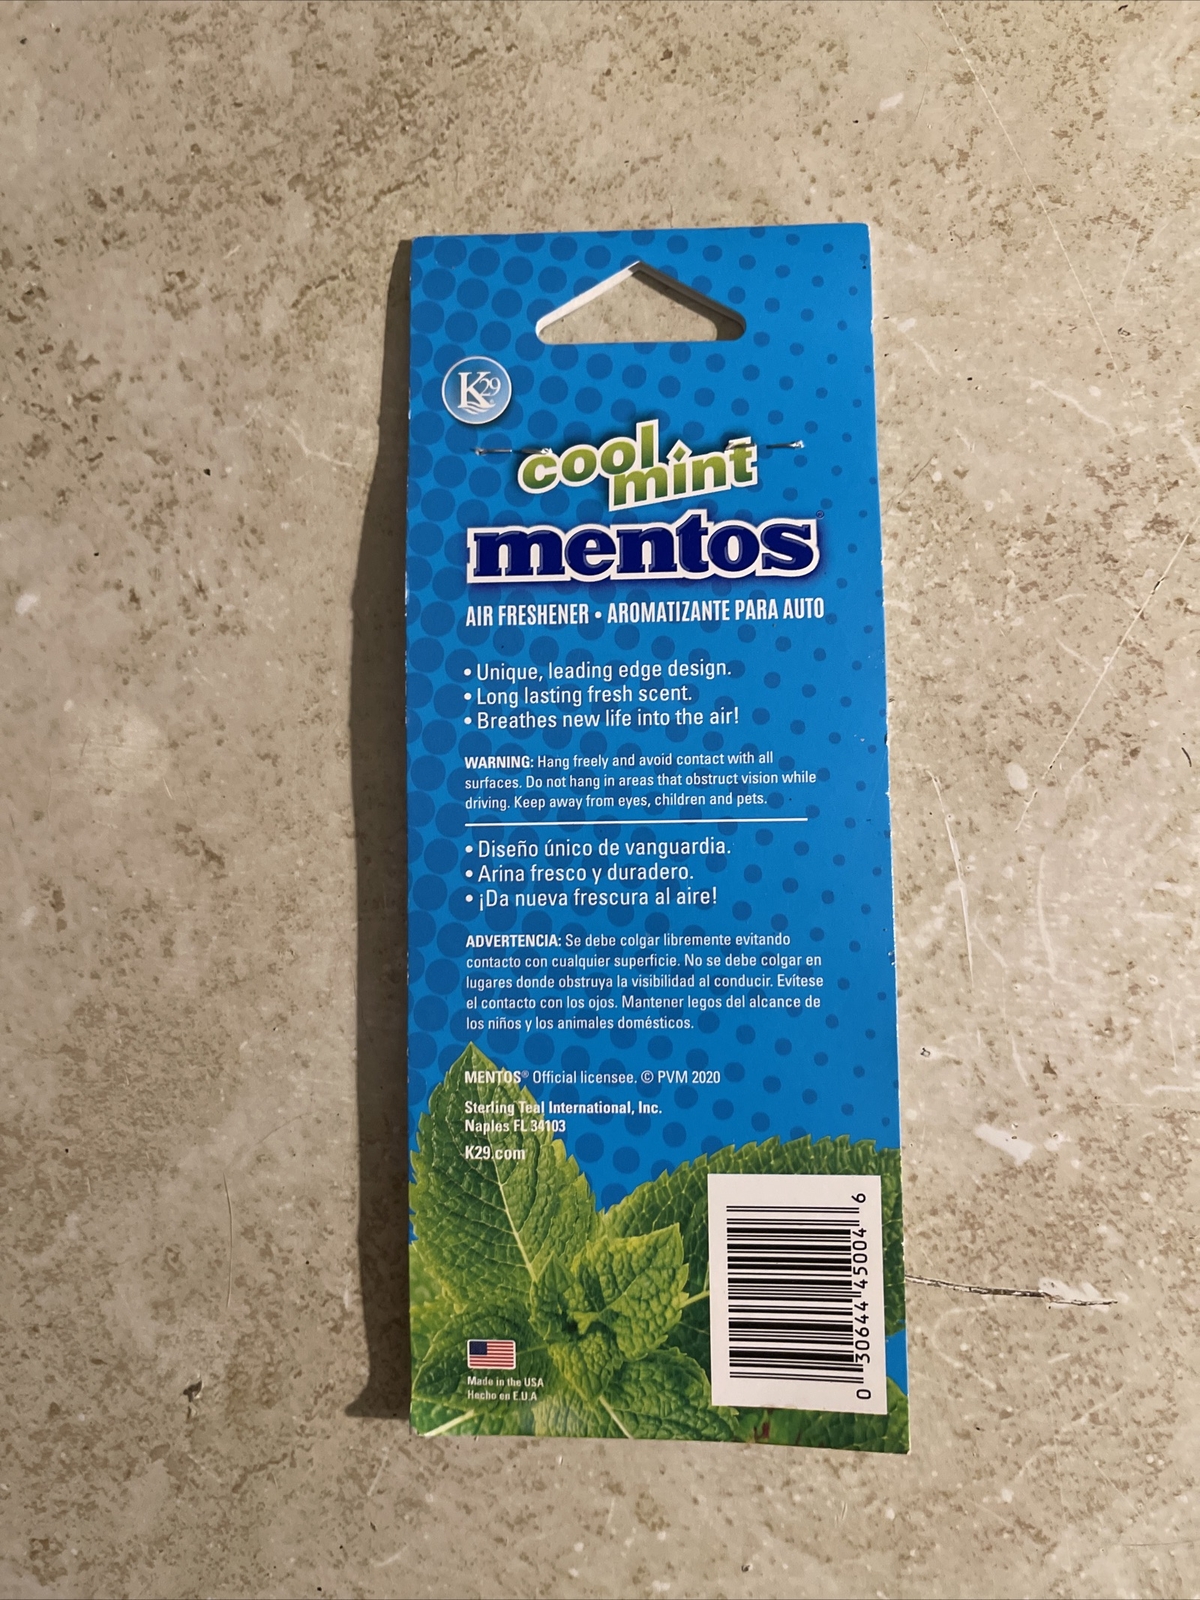 K29
cool
mint
mentos®
AIR FRESHENER • AROMATIZANTE PARA AUTO
• Unique, leading edge design.
• Long lasting fresh scent.
• Breathes new life into the air!
WARNING: Hang freely and avoid contact with all
surfaces. Do not hang in areas that obstruct vision while
driving. Keep away from eyes, children and pets.
• Diseño único de vanguardia.
• Arina fresco y duradero.
• ¡Da nueva frescura al aire!
ADVERTENCIA: Se debe colgar libremente evitando
contacto con cualquier superficie. No se debe colgar en
lugares donde obstruya la visibilidad al conducir. Evítese
el contacto con los ojos. Mantener legos del alcance de
los niños y los animales domésticos.
MENTOS® Official licensee. © PVM 2020
Sterling Teal International, Inc.
Naples FL 34103
K29.com
Made in the USA
Hecho en E.U.A
0 30644 45004 6